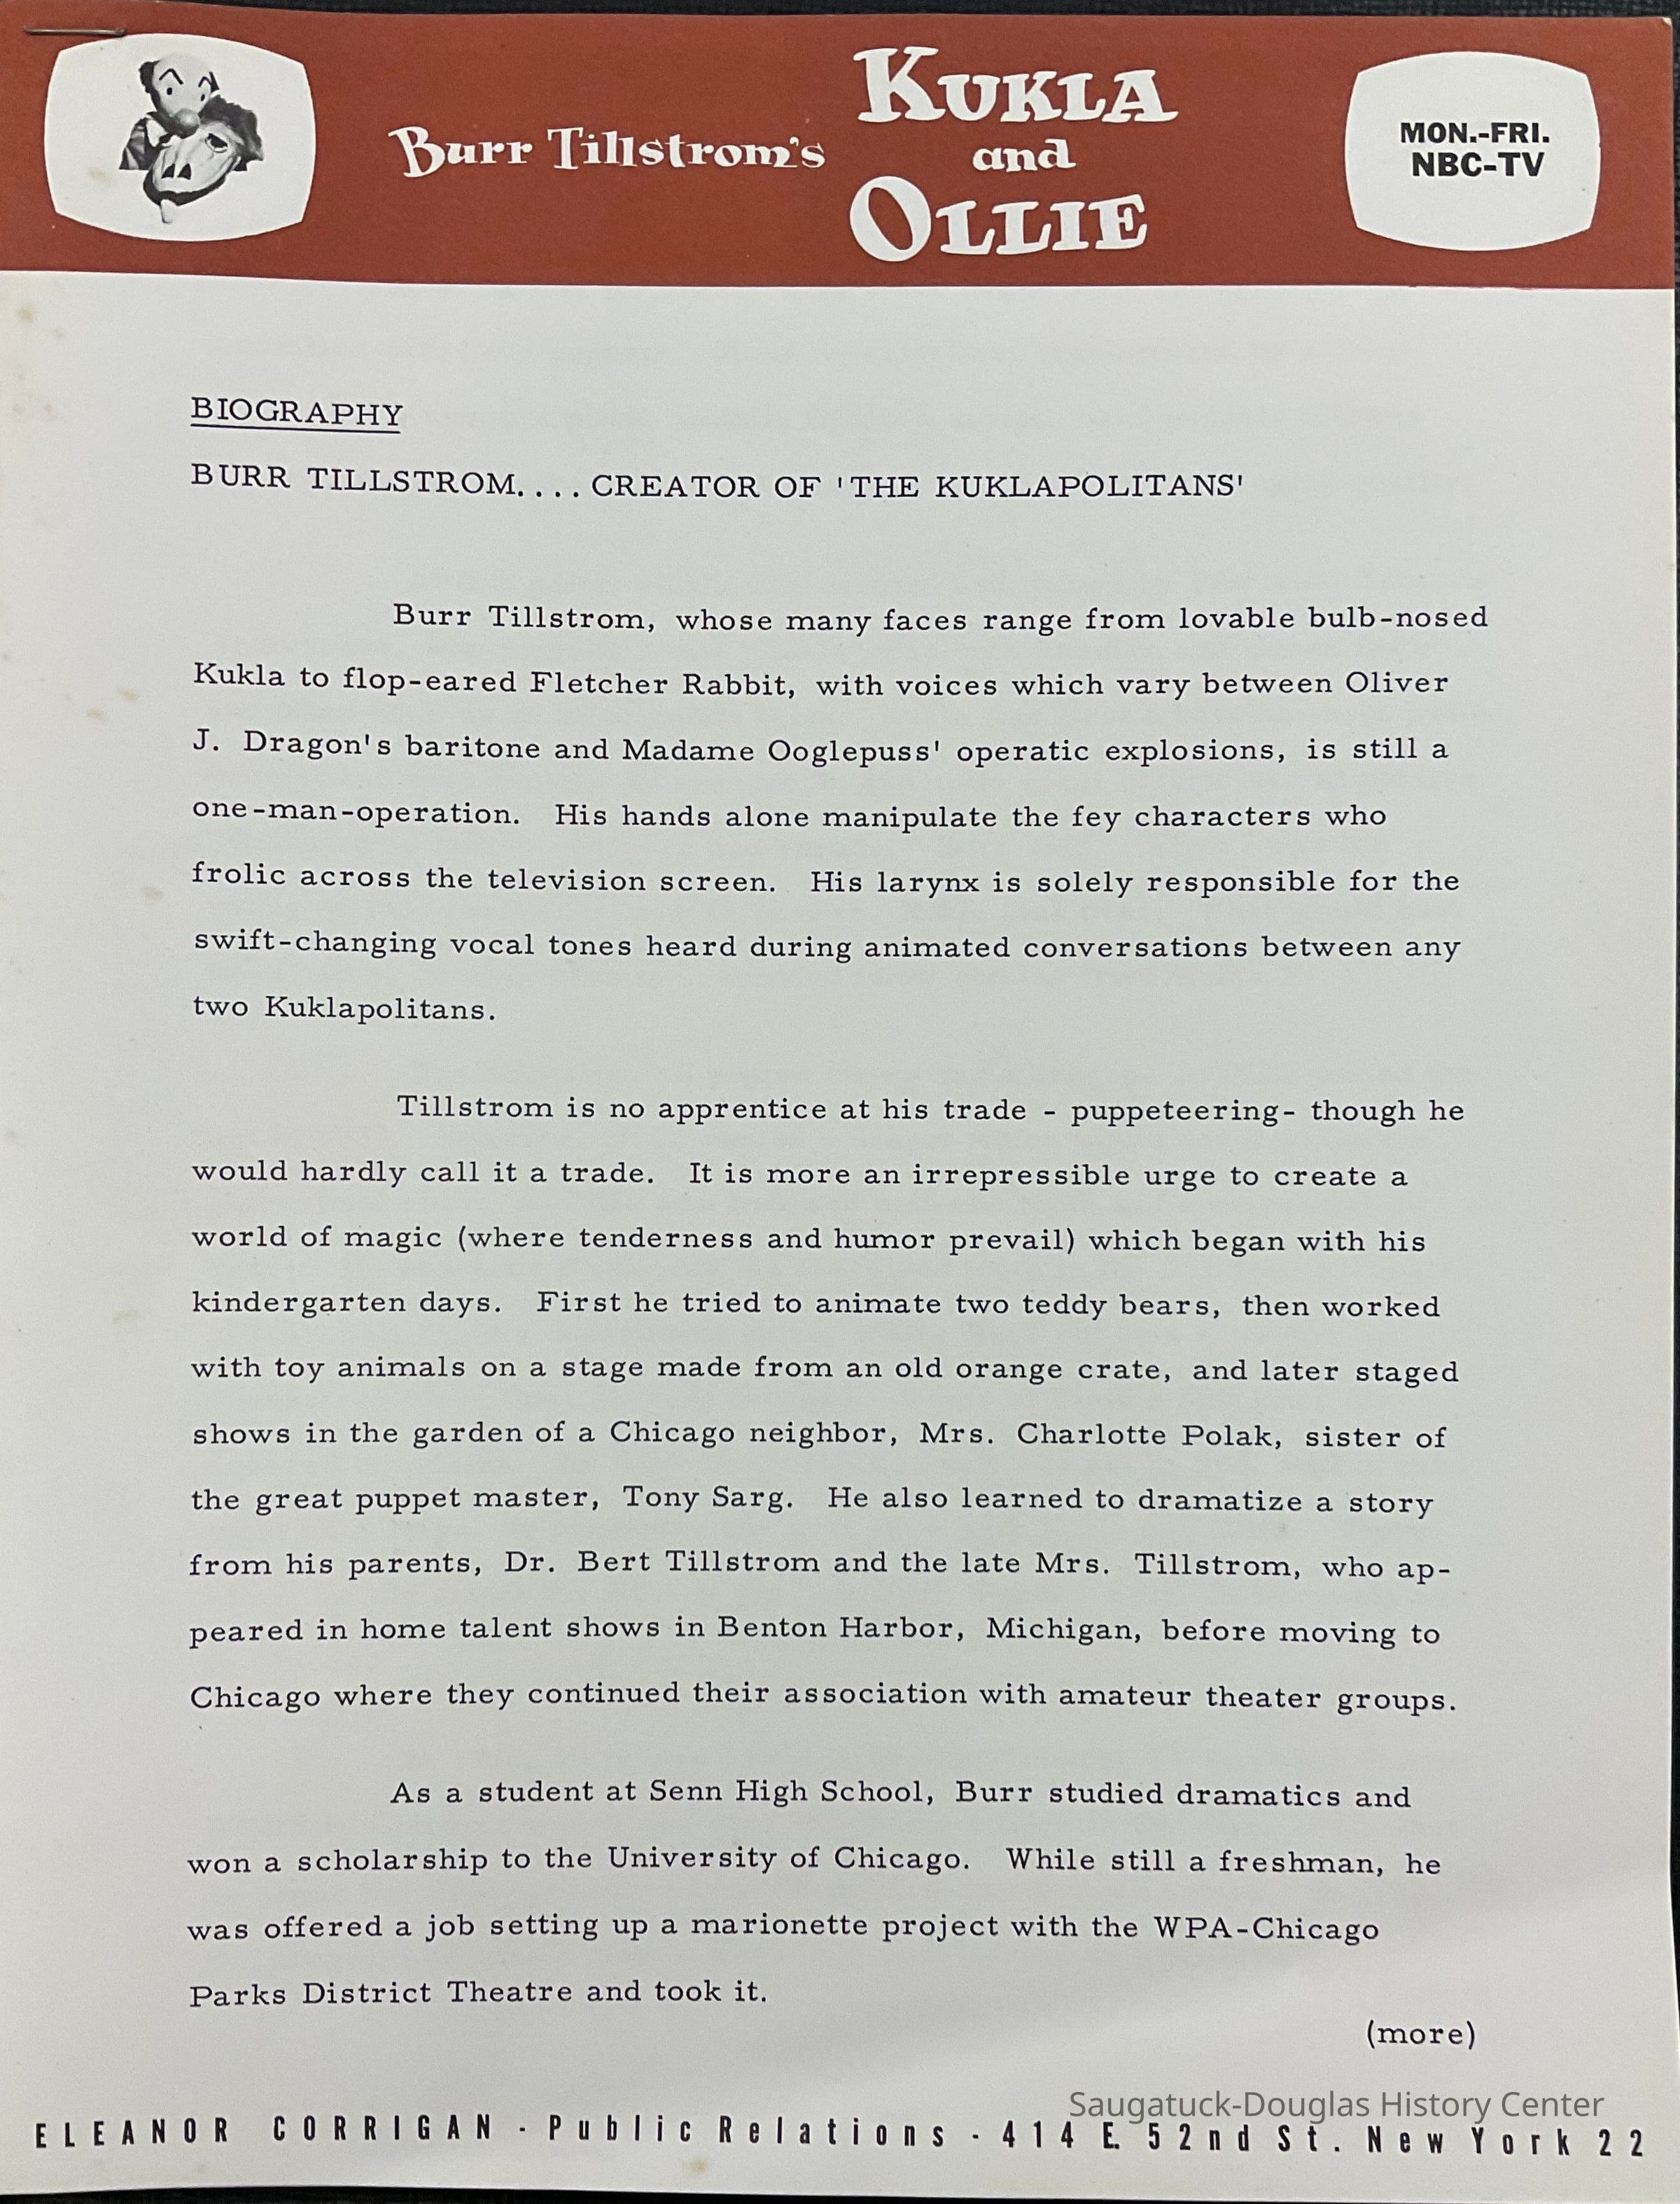 Burr Tillstrom's
KUKLA
and
OLLIE
MON.-FRI.
NBC-TV
BIOGRAPHY
BURR TILLSTROM.... CREATOR OF 'THE KUKLAPOLITANS'
Burr Tillstrom, whose many faces range from lovable bulb-nosed
Kukla to flop-eared Fletcher Rabbit, with voices which vary between Oliver
J. Dragon's baritone and Madame Ooglepuss' operatic explosions, is still a
one-man-operation. His hands alone manipulate the fey characters who
frolic across the television screen. His larynx is solely responsible for the
swift-changing vocal tones heard during animated conversations between any
two Kuklapolitans.
Tillstrom is no apprentice at his trade - puppeteering- though he
would hardly call it a trade. It is more an irrepressible urge to create a
world of magic (where tenderness and humor prevail) which began with his
kindergarten days. First he tried to animate two teddy bears, then worked
with toy animals on a stage made from an old orange crate, and later staged
shows in the garden of a Chicago neighbor, Mrs. Charlotte Polak, sister of
the great puppet master, Tony Sarg. He also learned to dramatize a story
from his parents, Dr. Bert Tillstrom and the late Mrs. Tillstrom, who ap-
peared in home talent shows in Benton Harbor, Michigan, before moving to
Chicago where they continued their association with amateur theater groups.
As a student at Senn High School, Burr studied dramatics and
won a scholarship to the University of Chicago. While still a freshman, he
was offered a job setting up a marionette project with the WPA-Chicago
Parks District Theatre and took it.
(more)
Saugatuck-Douglas History Center
ELEANOR CORRIGAN - Public Relations - 414 E. 52nd St. New York 22